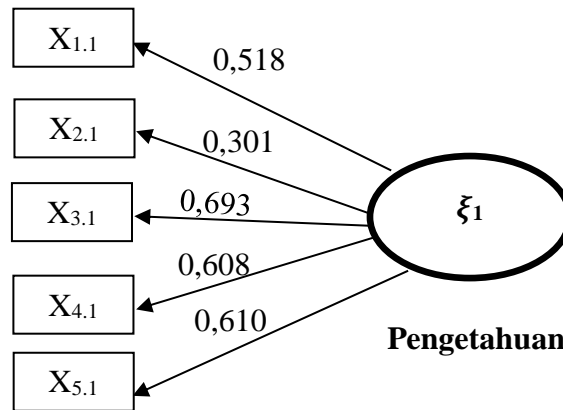 X1.1
0,518
X2.1
0,301
X3.1
0,693
ξ1
X4.1
0,608
0,610
Pengetahuan
X5.1